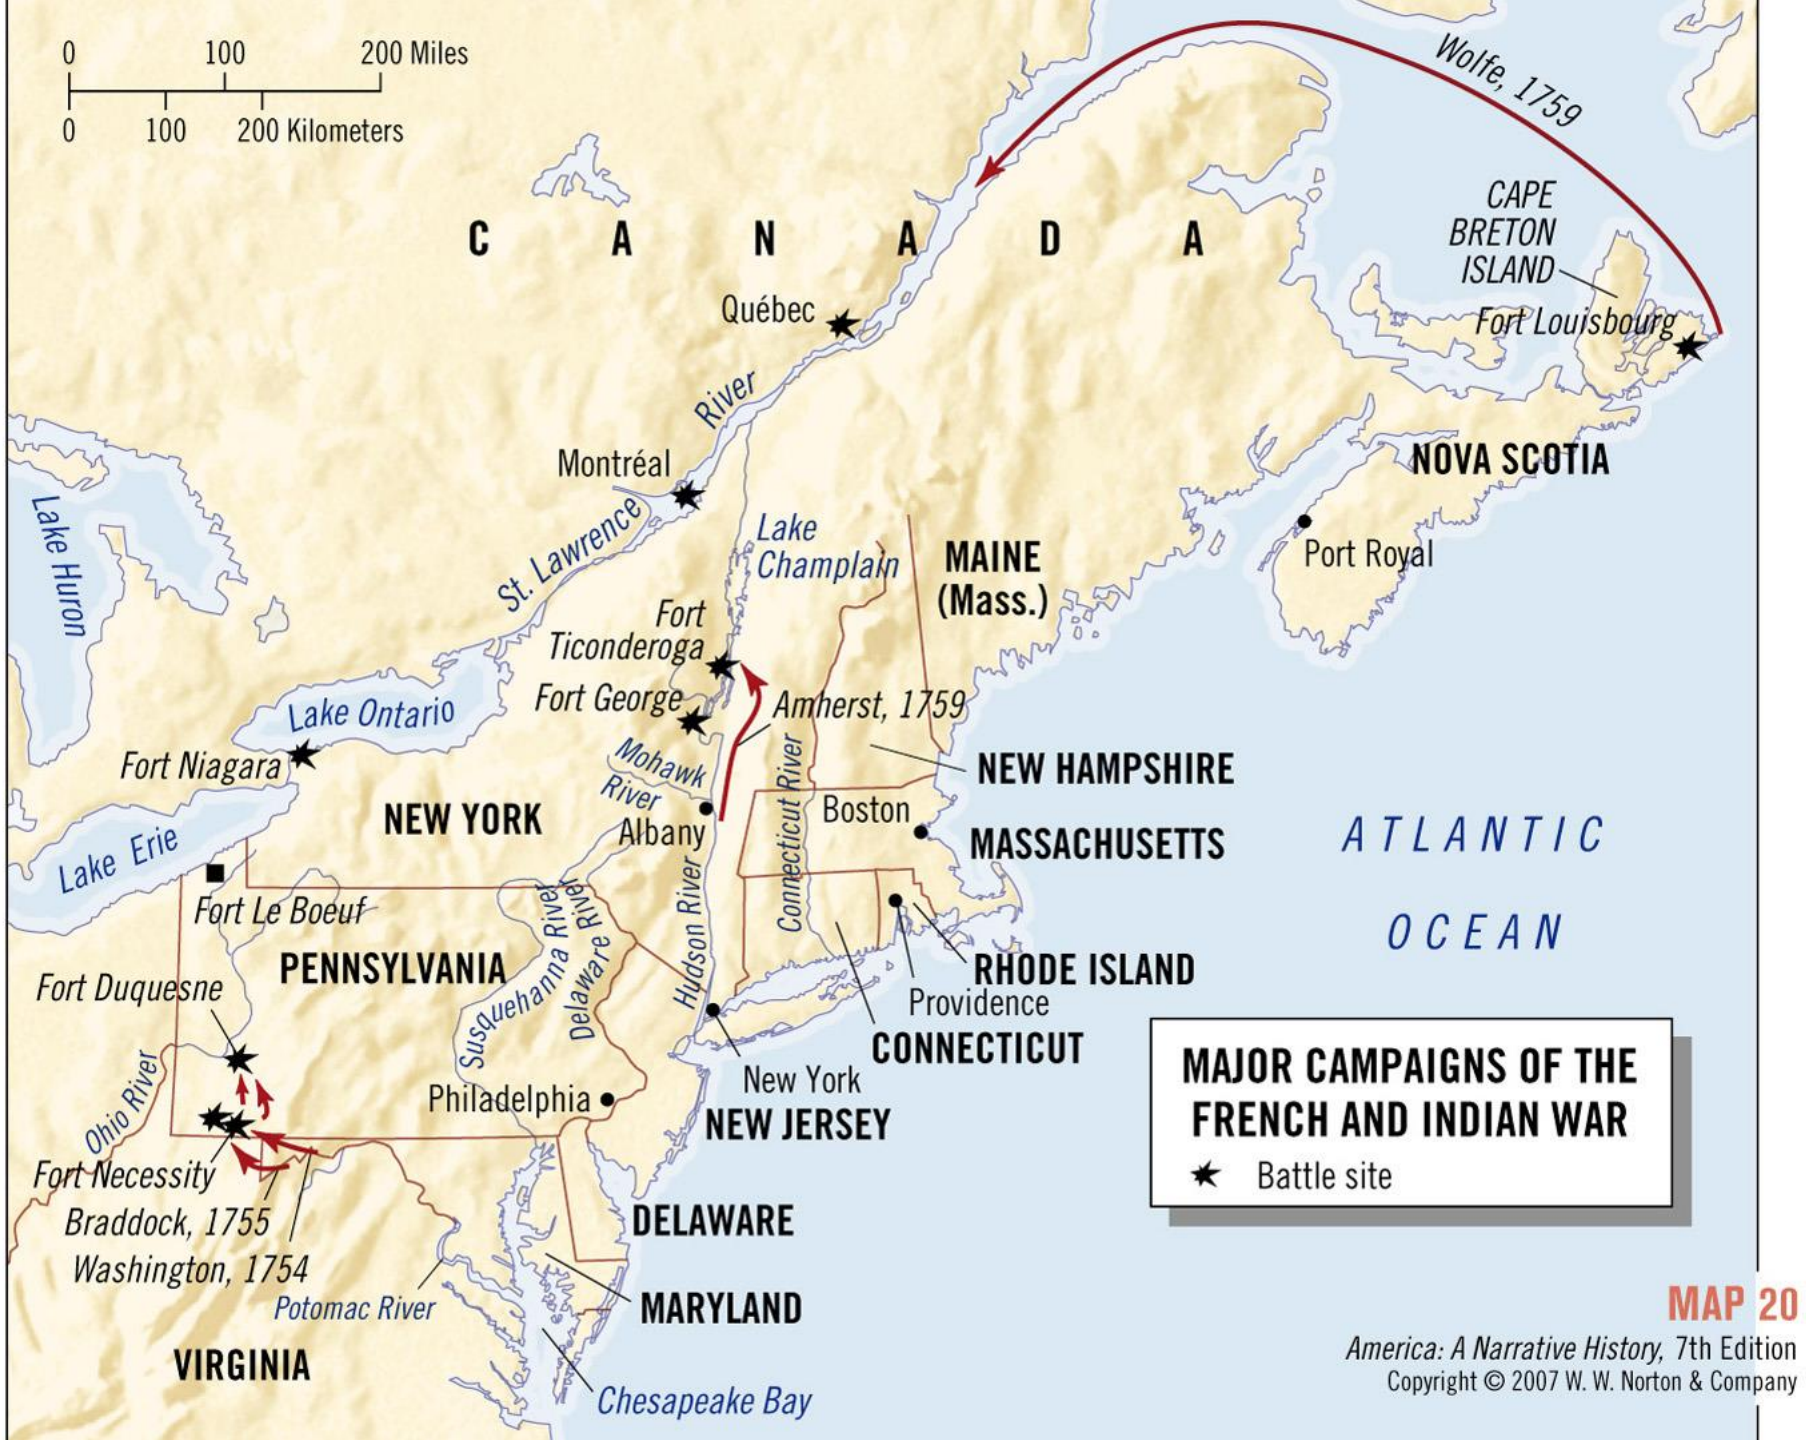 0 100 200 Miles
0 100 200 Kilometers
Wolfe, 1759
CAPE
BRETON
ISLAND
Fort Louisbourg
C A N A D A
Québec
River
Montréal
St. Lawrence
NOVA SCOTIA
Port Royal
Lake Huron
Lake
Champlain
MAINE
(Mass.)
Fort
Ticonderoga
Fort George
Amherst, 1759
Lake Ontario
Fort Niagara
Mohawk
River
NEW YORK
Albany
Connecticut River
Boston
NEW HAMPSHIRE
MASSACHUSETTS
ATLANTIC
OCEAN
Lake Erie
Fort Le Boeuf
PENNSYLVANIA
Susquehanna River
Delaware River
Hudson River
RHODE ISLAND
Providence
CONNECTICUT
Fort Duquesne
Ohio River
Philadelphia
New York
NEW JERSEY
Fort Necessity
Braddock, 1755
Washington, 1754
Potomac River
DELAWARE
MARYLAND
VIRGINIA
Chesapeake Bay
MAJOR CAMPAIGNS OF THE
FRENCH AND INDIAN WAR
Battle site
MAP 20
America: A Narrative History, 7th Edition
Copyright © 2007 W. W. Norton & Company